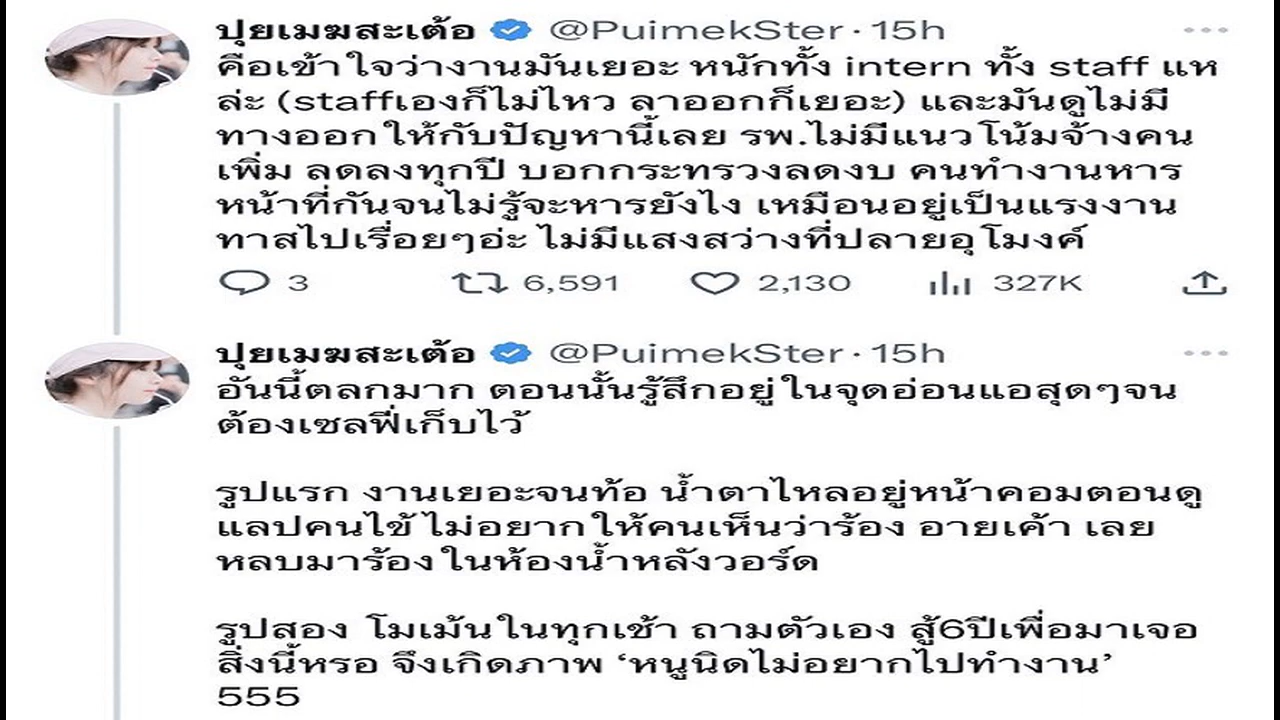 ปุยเมฆสะเต้อ @PuimekSter · 15h
คือเข้าใจว่างานมันเยอะ หนักทั้ง intern ทั้ง staff แห
ล่ะ (staffเองก็ไม่ไหว ลาออกก็เยอะ) และมันดูไม่มี
ทางออกให้กับปัญหานี้เลย รพ.ไม่มีแนวโน้มจ้างคน
เพิ่ม ลดลงทุกปี บอกกระทรวงลดงบ คนทำงานหาร
หน้าที่กันจนไม่รู้จะหารยังไง เหมือนอยู่เป็นแรงงาน
ทาสไปเรื่อยๆอ่ะ ไม่มีแสงสว่างที่ปลายอุโมงค์
3 6,591 2,130 327K
ปุยเมฆสะเต้อ @PuimekSter · 15h
อันนี้ตลกมาก ตอนนั้นรู้สึกอยู่ในจุดอ่อนแอสุดๆจน
ต้องเซลฟี่เก็บไว้
รูปแรก งานเยอะจนท้อ น้ำตาไหลอยู่หน้าคอมตอนดู
แลปคนไข้ ไม่อยากให้คนเห็นว่าร้อง อายเค้า เลย
หลบมาร้องในห้องน้ำหลังวอร์ด
รูปสอง โมเม้นในทุกเช้า ถามตัวเอง สู้6ปีเพื่อมาเจอ
สิ่งนี้หรอ จึงเกิดภาพ ‘หนูนิดไม่อยากไปทำงาน’
555